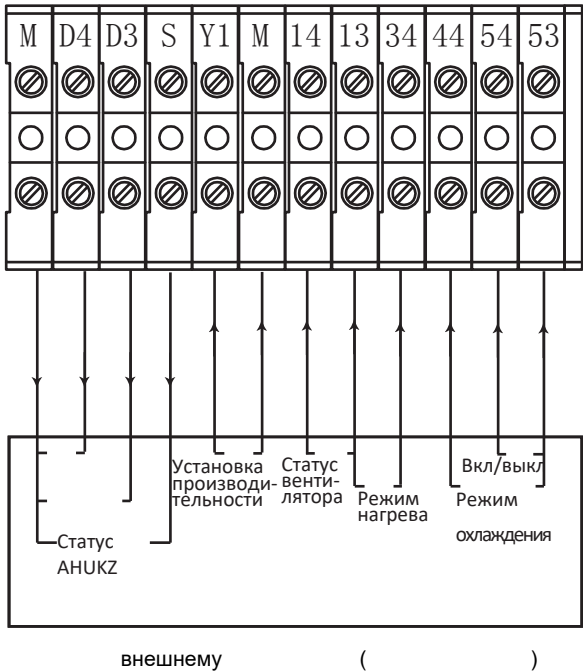 M D4 D3 S Y1 M 14 13 34 44 54 53
Установка
производи-
тельности
Статус
венти-
лятора
Режим
нагрева
Вкл/выкл
Режим
охлаждения
Статус
AHUKZ
внешнему ( )